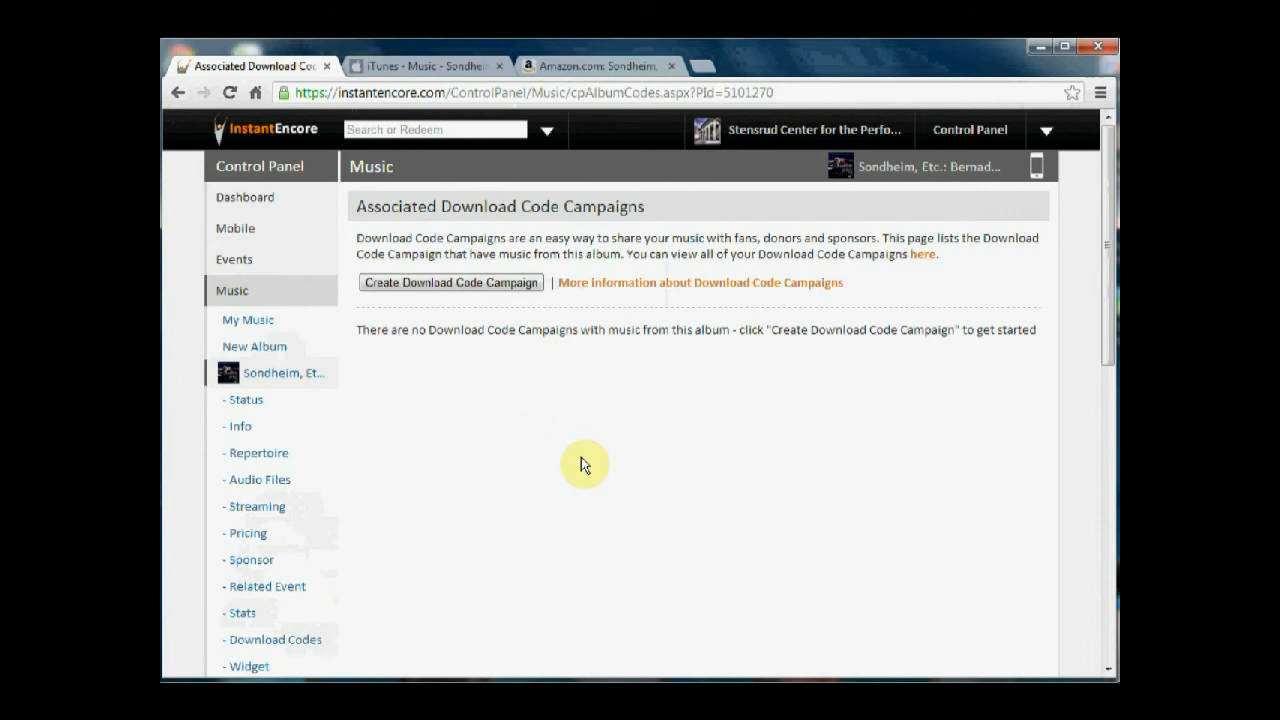 Associated Download Coc
iTunes - Music - Sondhei
Amazon.com: Sondheim,
https://instantencore.com/ControlPanel/Music/cpAlbumCodes.aspx?PId=5101270
InstantEncore
Search or Redeem
Stensrud Center for the Perfo...
Control Panel
Control Panel
Music
Sondheim, Etc.: Bernad...
Dashboard
Mobile
Events
Music
My Music
New Album
Sondheim, Et...
- Status
- Info
- Repertoire
- Audio Files
- Streaming
- Pricing
- Sponsor
- Related Event
- Stats
- Download Codes
- Widget
Associated Download Code Campaigns
Download Code Campaigns are an easy way to share your music with fans, donors and sponsors. This page lists the Download
Code Campaign that have music from this album. You can view all of your Download Code Campaigns here.
Create Download Code Campaign | More information about Download Code Campaigns
There are no Download Code Campaigns with music from this album - click "Create Download Code Campaign" to get started